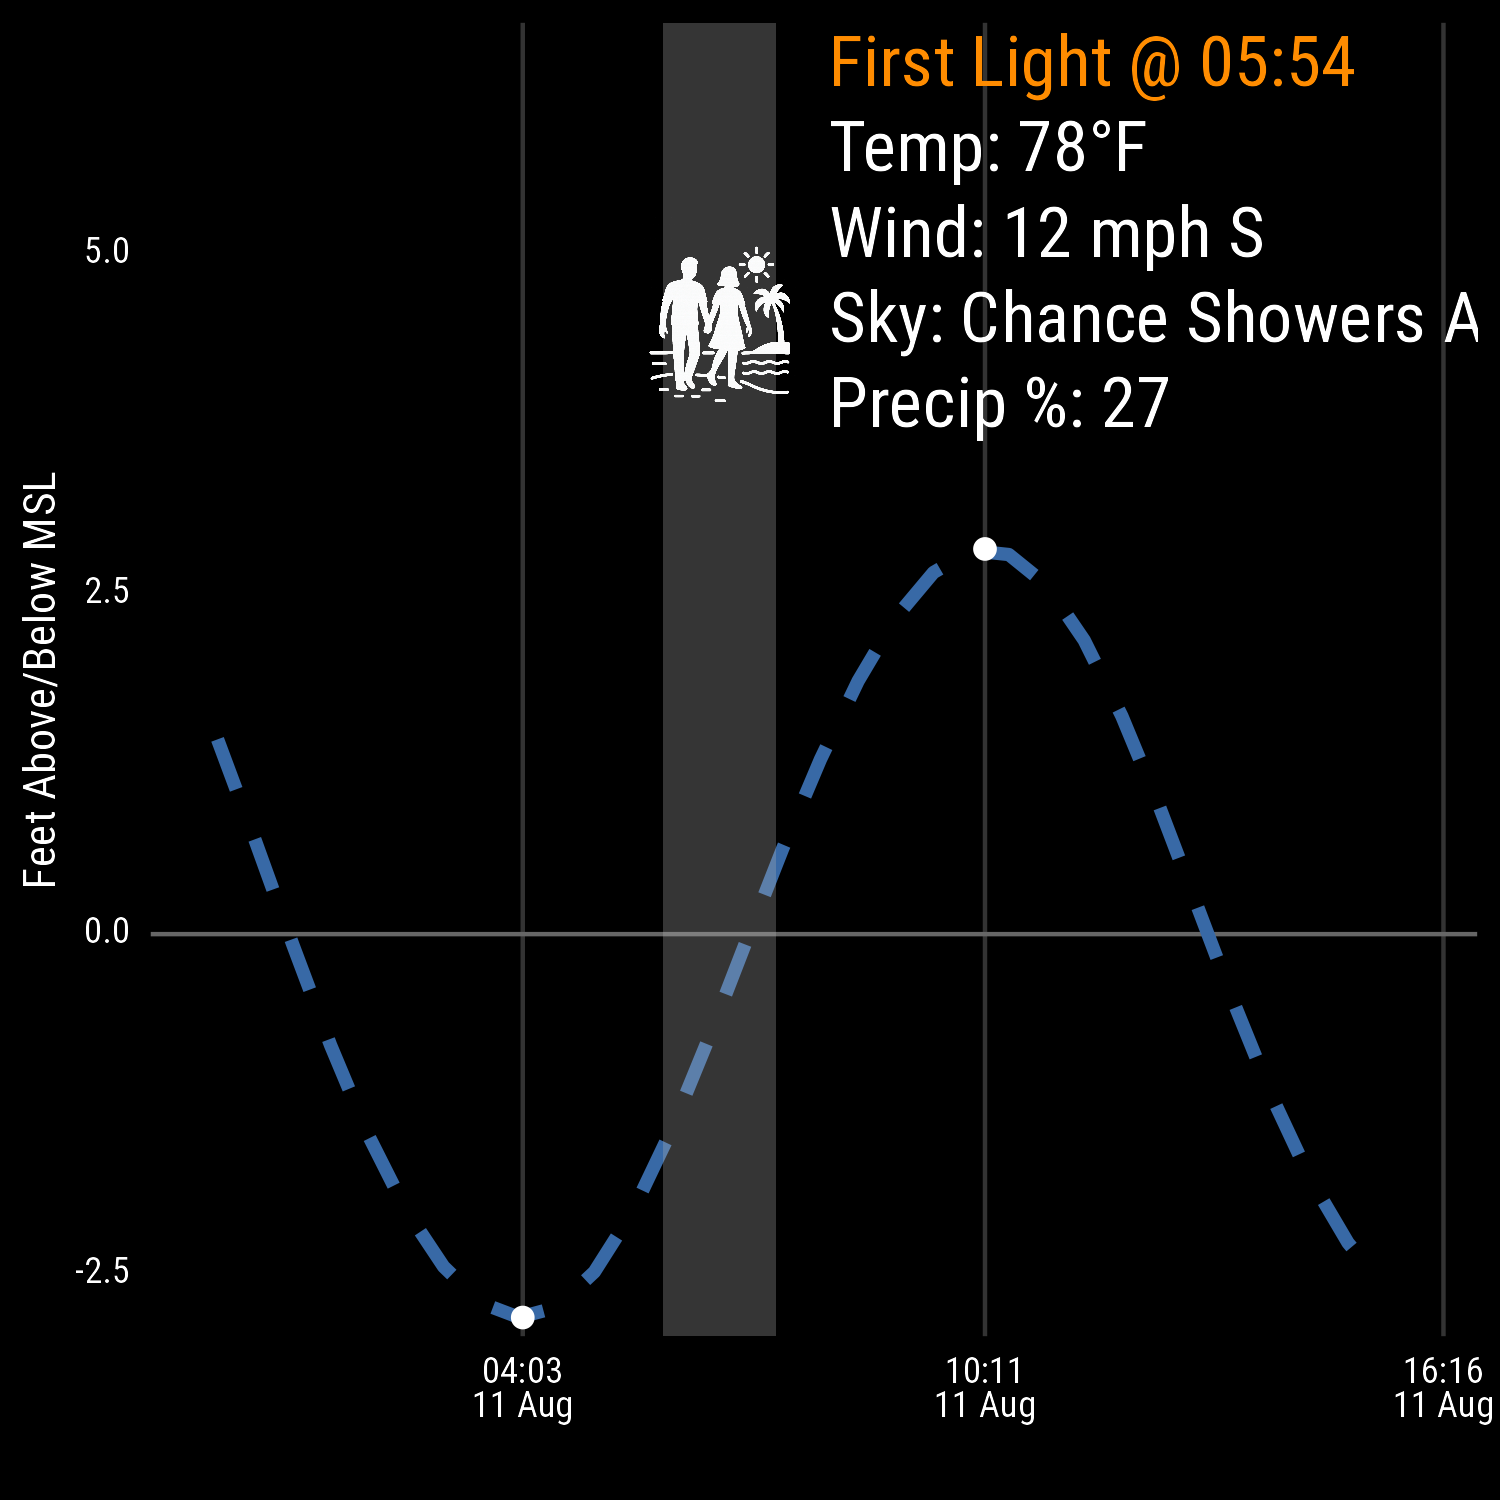 First Light @ 05:54
Temp: 78°F
Wind: 12 mph S
Sky: Chance Showers A
Precip %: 27
Feet Above/Below MSL
5.0
2.5
0.0
-2.5
04:03
11 Aug
10:11
11 Aug
16:16
11 Aug